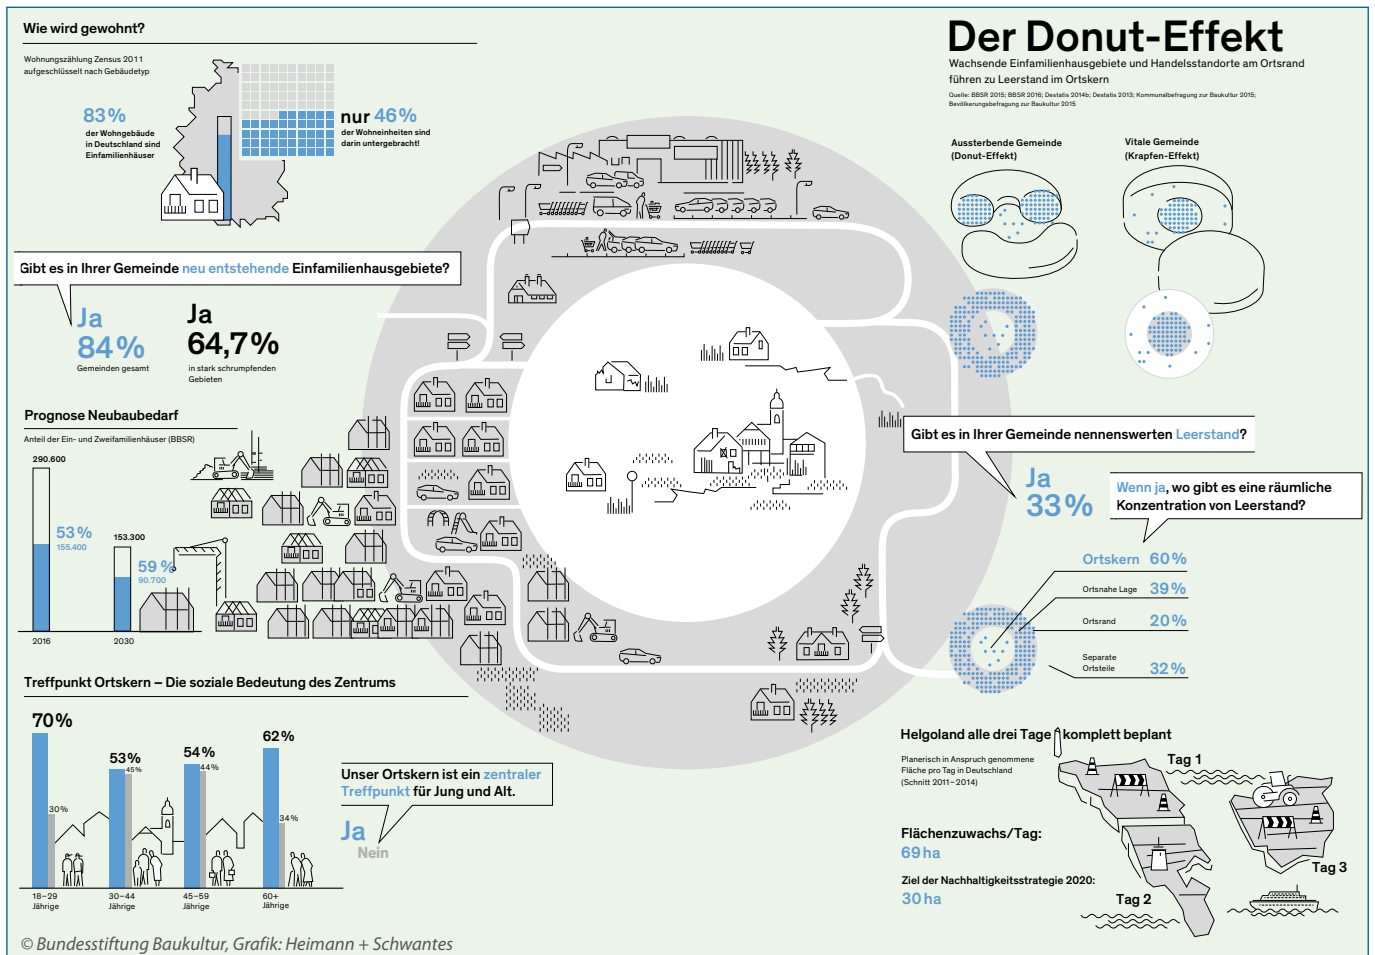 Wie wird gewohnt?
Wohnungszählung Zensus 2011
aufgeschlüsselt nach Gebäudetyp
83%
der Wohngebäude
in Deutschland sind
Einfamilienhäuser
nur 46%
der Wohneinheiten sind
darin untergebracht!
Der Donut-Effekt
Wachsende Einfamilienhausgebiete und Handelsstandorte am Ortsrand
führen zu Leerstand im Ortskern
Quelle: BBSR 2015; BBSR 2016; Destatis 2014b; Destatis 2013; Kommunalbefragung zur Baukultur 2015;
Bevölkerungsbefragung zur Baukultur 2015
Aussterbende Gemeinde
(Donut-Effekt)
Vitale Gemeinde
(Krapfen-Effekt)
Gibt es in Ihrer Gemeinde neu entstehende Einfamilienhausgebiete?
Ja
84%
Gemeinden gesamt
Ja
64,7%
in stark schrumpfenden
Gebieten
Prognose Neubaubedarf
Anteil der Ein- und Zweifamilienhäuser (BBSR)
290.600
53%
155.400
153.300
59%
90.700
2016
2030
Gibt es in Ihrer Gemeinde nennenswerten Leerstand?
Ja
33%
Wenn ja, wo gibt es eine räumliche
Konzentration von Leerstand?
Ortskern 60%
Ortsnahe Lage 39%
Ortsrand 20%
Separate
Ortsteile 32%
Treffpunkt Ortskern – Die soziale Bedeutung des Zentrums
70%
30%
53%
45%
54%
44%
62%
34%
18–29
Jährige
30–44
Jährige
45–59
Jährige
60+
Jährige
Unser Ortskern ist ein zentraler
Treffpunkt für Jung und Alt.
Ja
Nein
Helgoland alle drei Tage komplett beplant
Planerisch in Anspruch genommene
Fläche pro Tag in Deutschland
(Schnitt 2011–2014)
Flächenzuwachs/Tag:
69 ha
Ziel der Nachhaltigkeitsstrategie 2020:
30 ha
Tag 1
Tag 2
Tag 3
© Bundesstiftung Baukultur, Grafik: Heimann + Schwantes